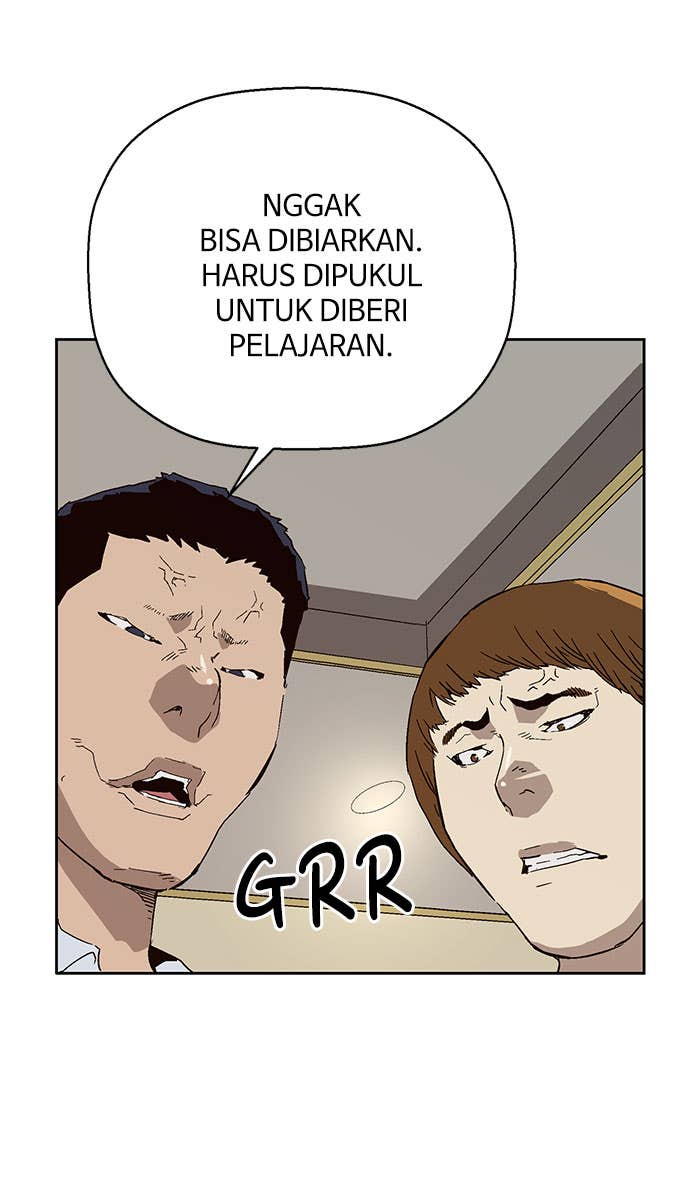 NGGAK
BISA DIBIARKAN.
HARUS DIPUKUL
UNTUK DIBERI
PELAJARAN.
GRR